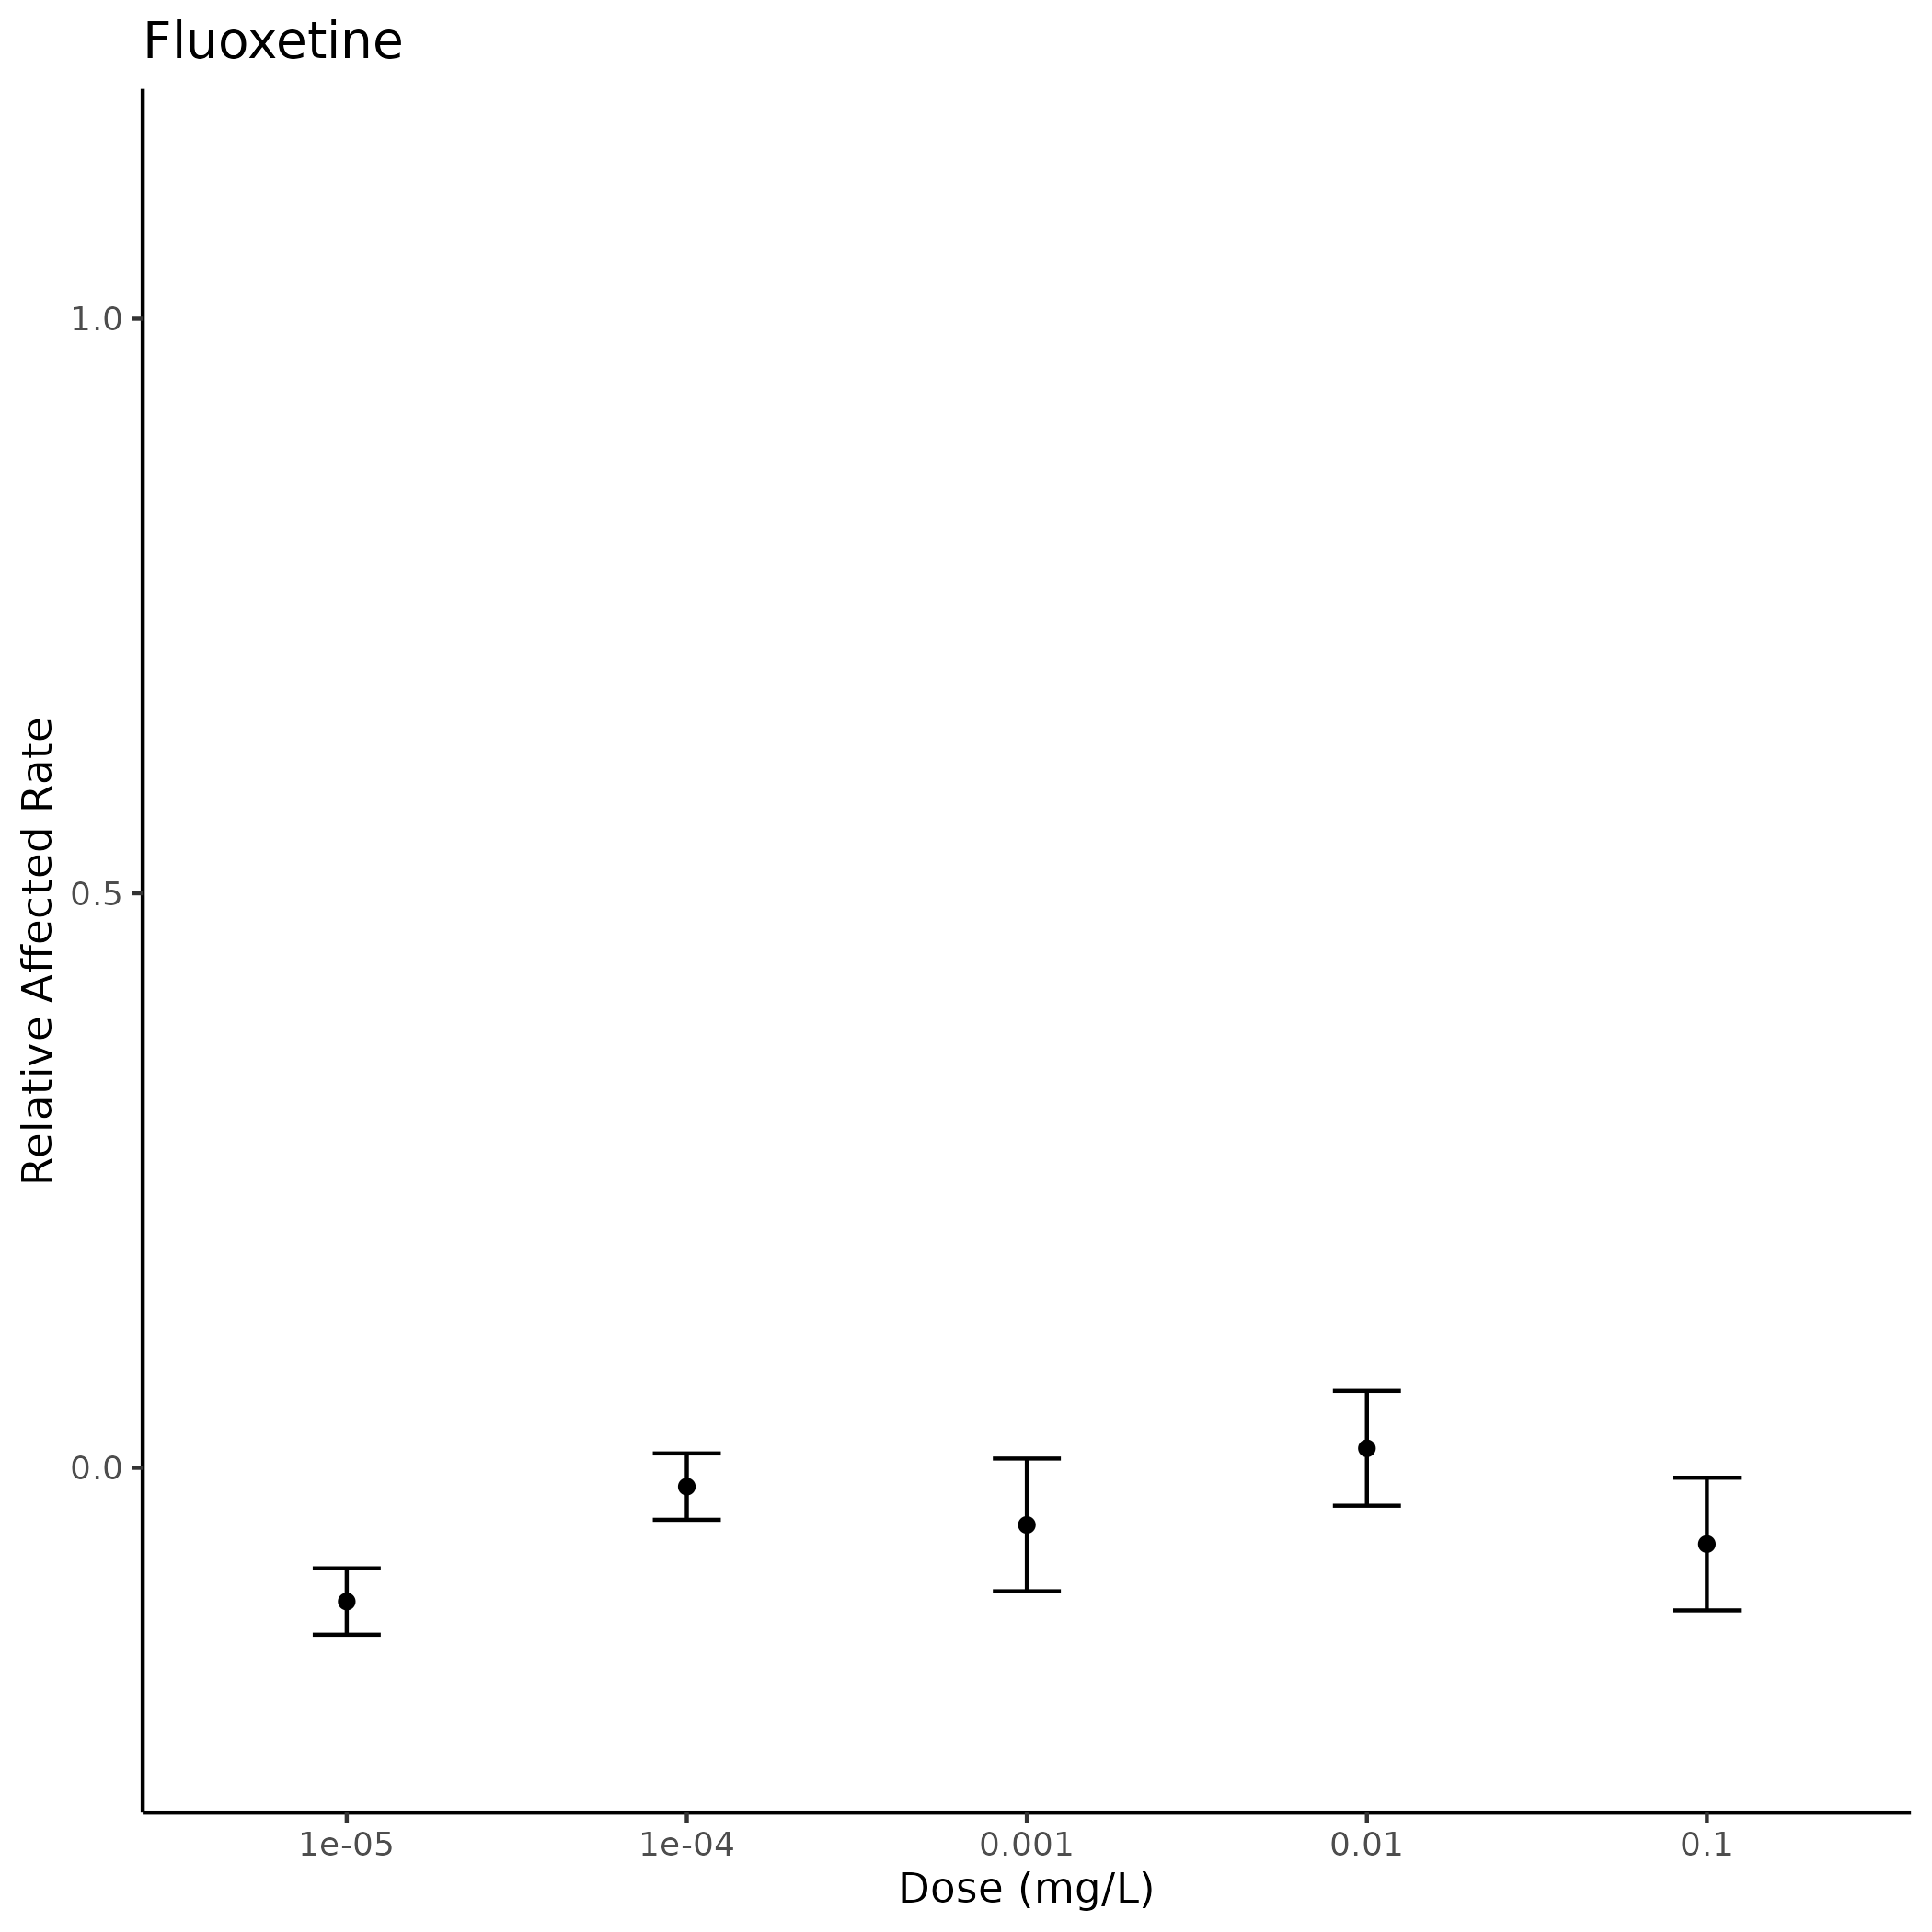 Fluoxetine
Relative Affected Rate
1.0
0.5
0.0
1e-05 1e-04 0.001 0.01 0.1
Dose (mg/L)